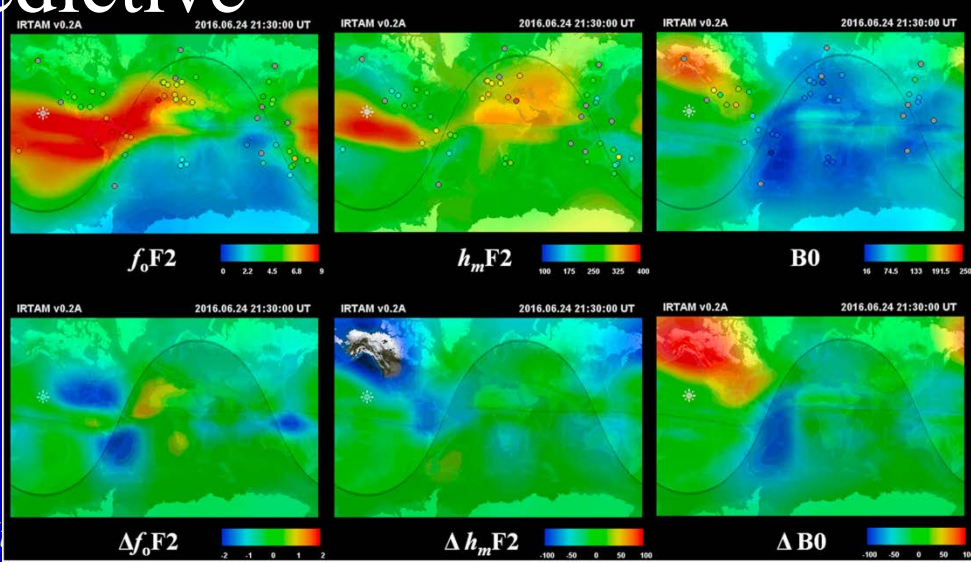 IRTAM v0.2A 2016.06.24 21:30:00 UT IRTAM v0.2A 2016.06.24 21:30:00 UT IRTAM v0.2A 2016.06.24 21:30:00 UT
foF2 hmF2 B0
0 2.2 4.5 6.8 9 100 175 250 325 400 16 74.5 133 191.5 250
IRTAM v0.2A 2016.06.24 21:30:00 UT IRTAM v0.2A 2016.06.24 21:30:00 UT IRTAM v0.2A 2016.06.24 21:30:00 UT
ΔfoF2 Δ hmF2 Δ B0
-2 -1 0 1 2 -100 -50 0 50 100 -100 -50 0 50